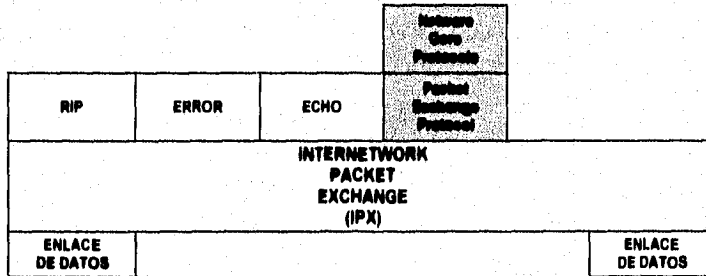 Netware
Core
Protocols
RIP
ERROR
ECHO
Packet
Exchange
Protocol
INTERNETWORK
PACKET
EXCHANGE
(IPX)
ENLACE
DE DATOS
ENLACE
DE DATOS